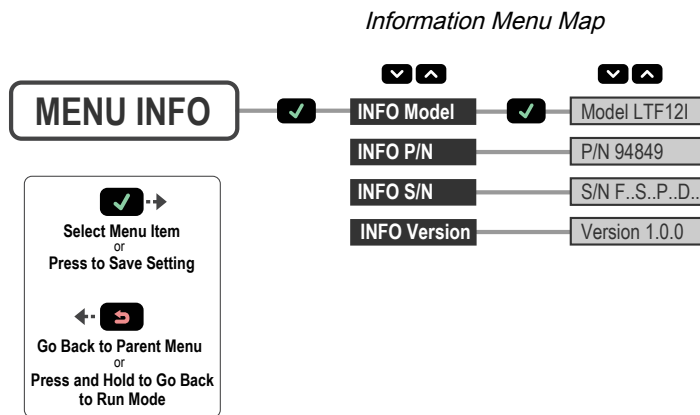 Information Menu Map
MENU INFO
INFO Model
Model LTF12I
INFO P/N
P/N 94849
INFO S/N
S/N F..S..P..D..
INFO Version
Version 1.0.0
Select Menu Item
or
Press to Save Setting
Go Back to Parent Menu
or
Press and Hold to Go Back
to Run Mode